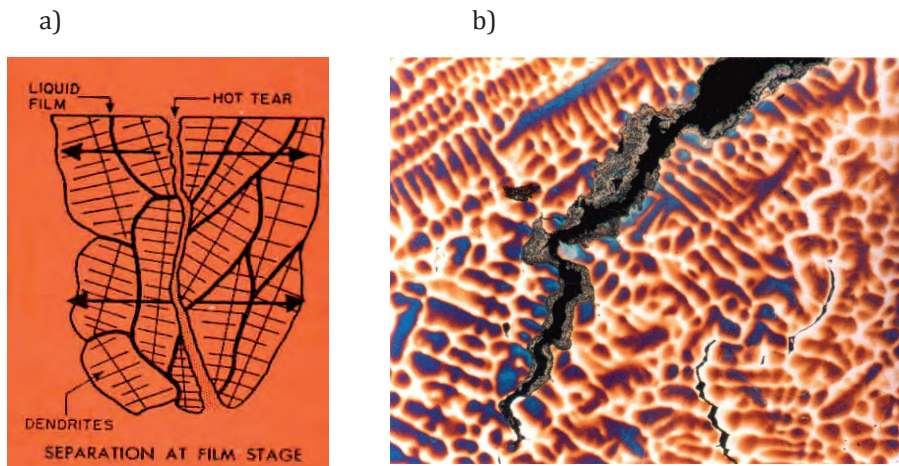 a)
b)
LIQUID
FILM
HOT TEAR
DENDRITES
SEPARATION AT FILM STAGE